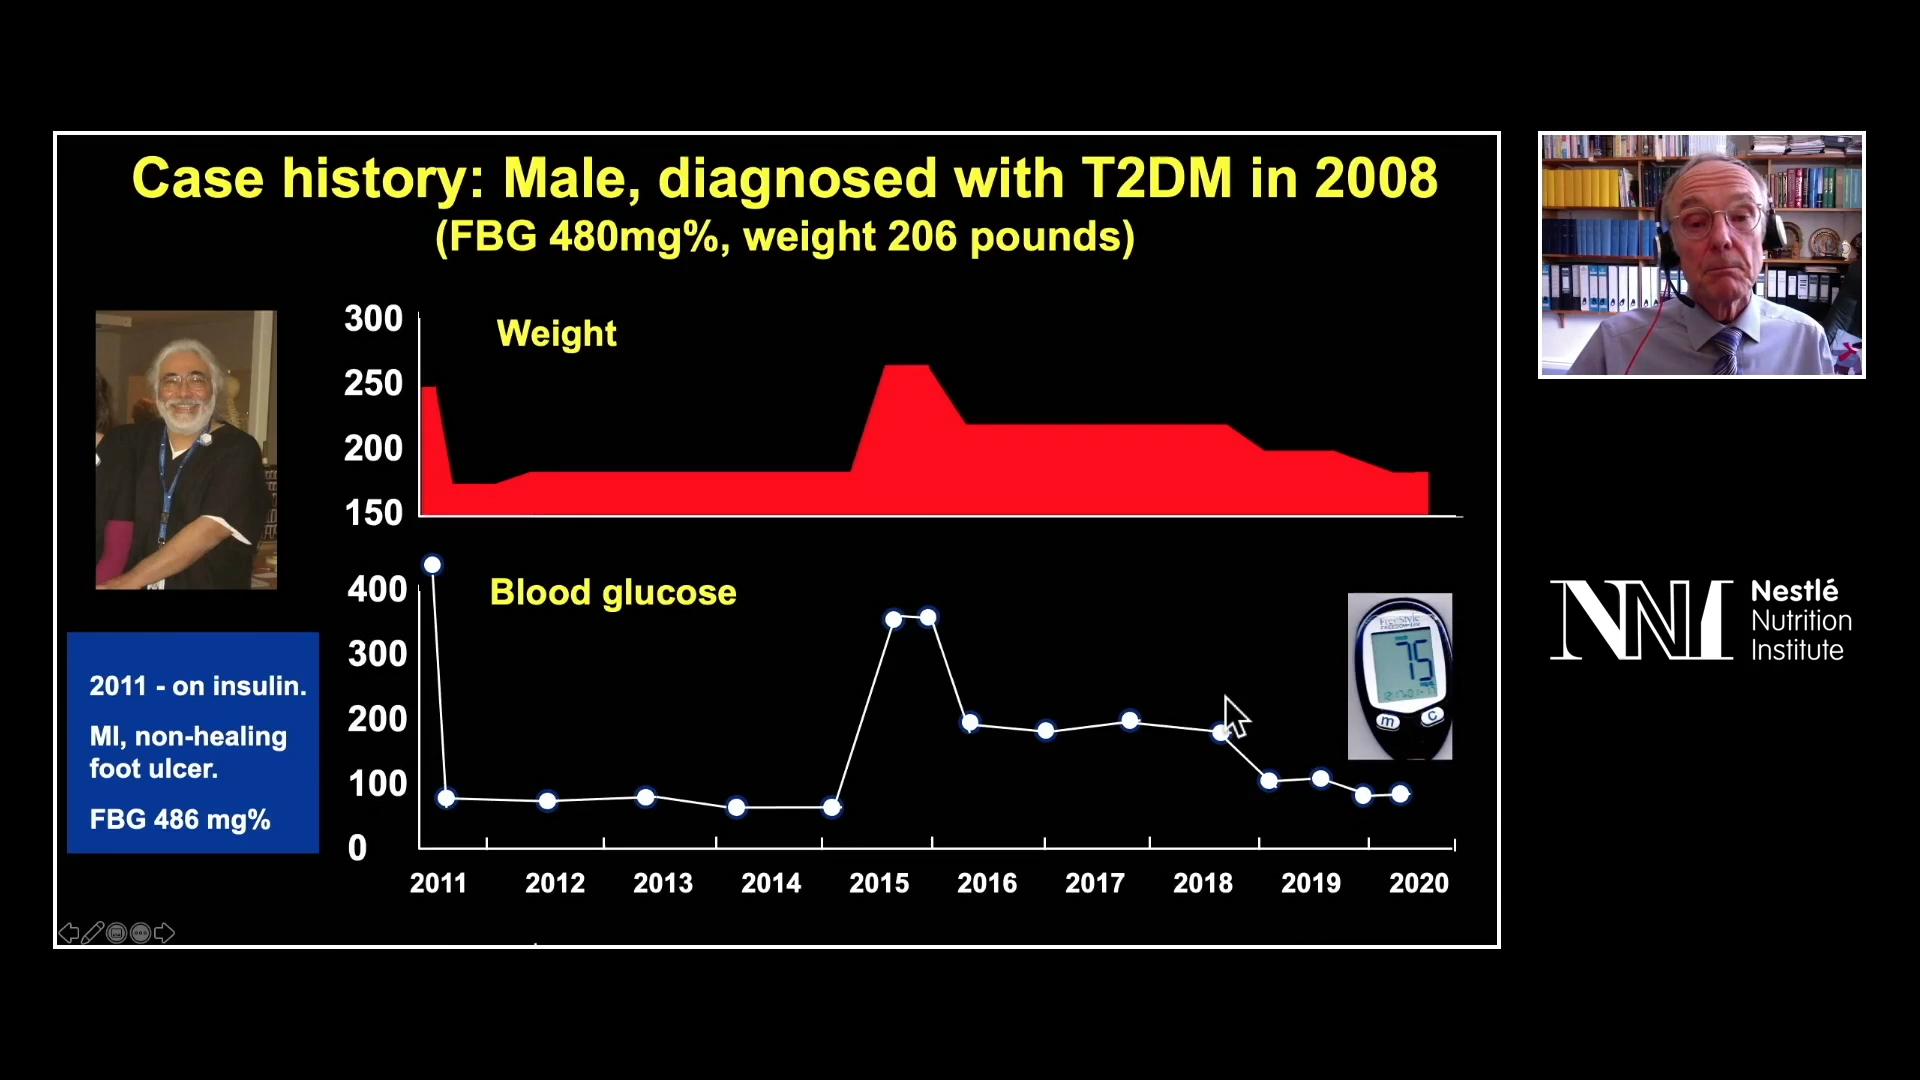 Case history: Male, diagnosed with T2DM in 2008
(FBG 480mg%, weight 206 pounds)
300
Weight
250
200
150
400
Blood glucose
300
200
100
0
2011 2012 2013 2014 2015 2016 2017 2018 2019 2020
2011 - on insulin.
MI, non-healing
foot ulcer.
FBG 486 mg%
FreeStyle
75
m c
NNI
Nestlé
Nutrition
Institute